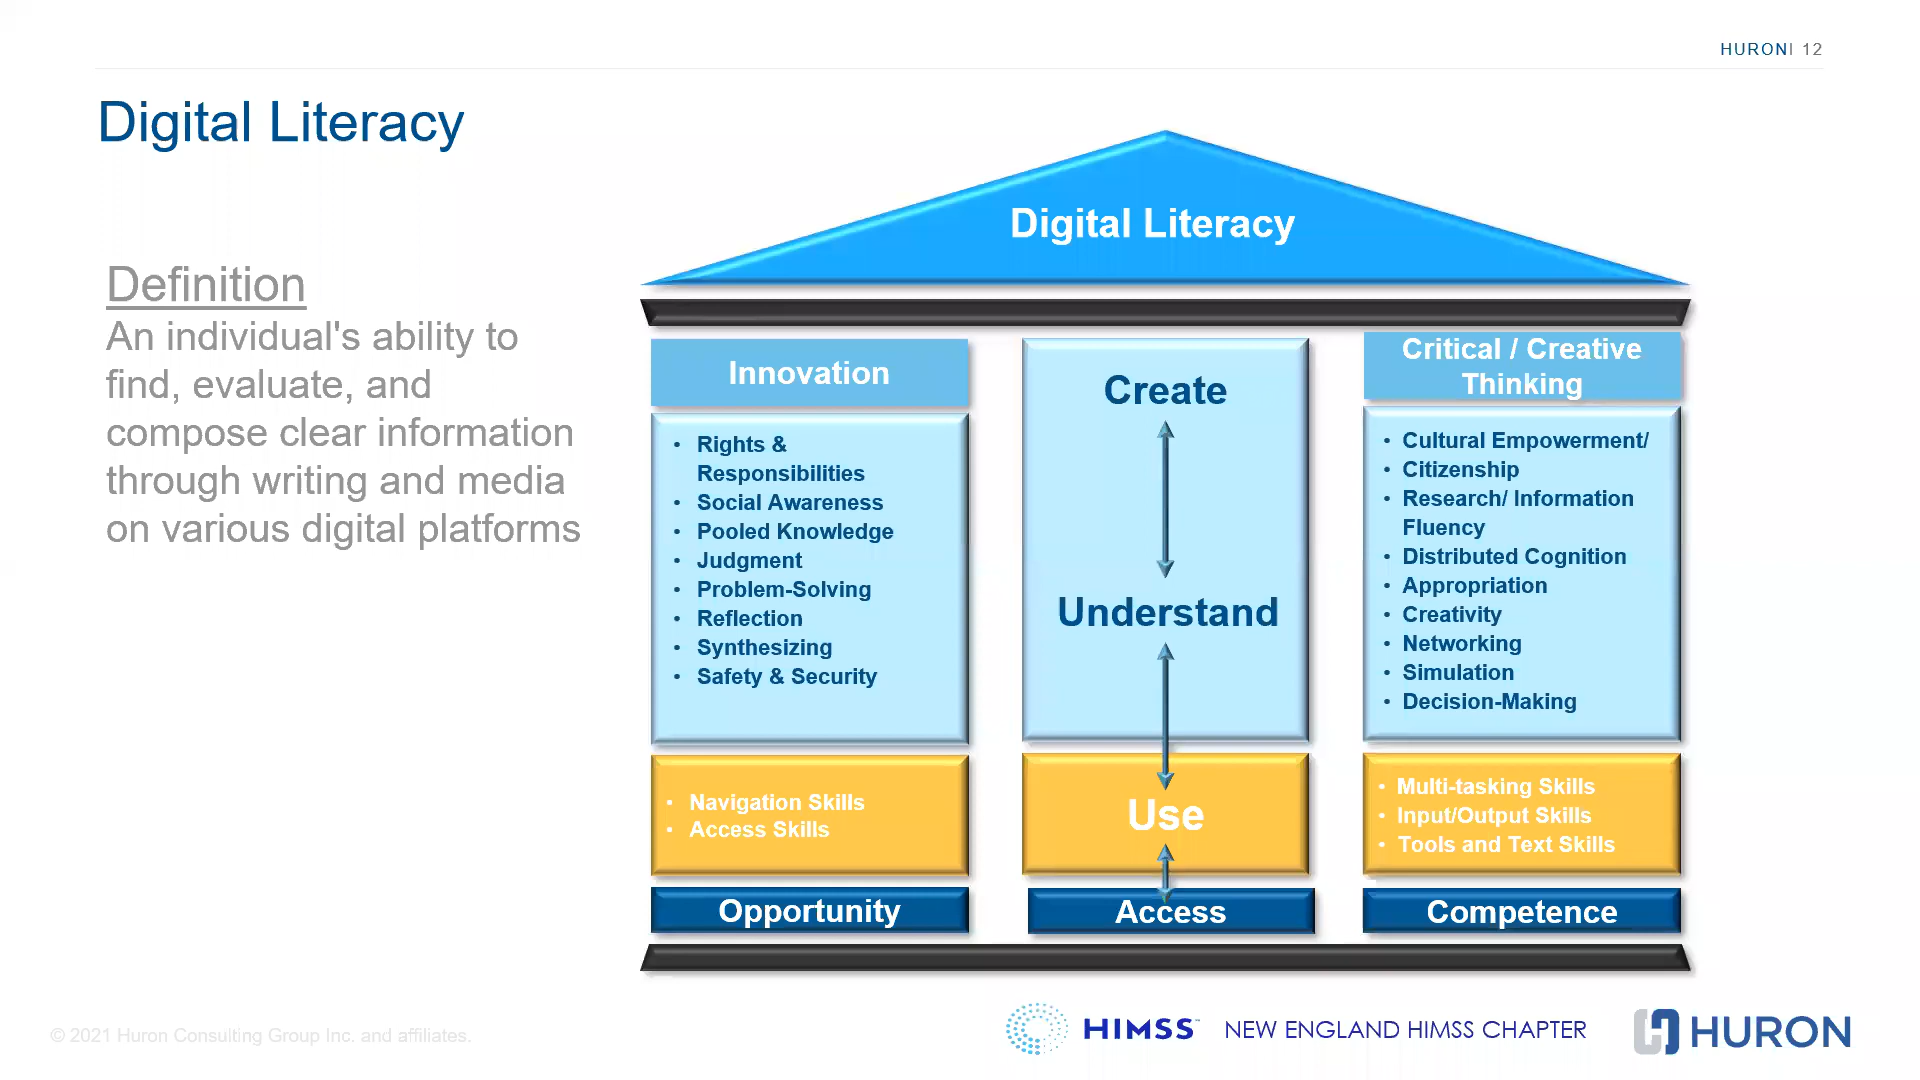 HURON| 12
Digital Literacy
Definition
An individual's ability to
find, evaluate, and
compose clear information
through writing and media
on various digital platforms
Digital Literacy
Innovation
• Rights &
Responsibilities
• Social Awareness
• Pooled Knowledge
• Judgment
• Problem-Solving
• Reflection
• Synthesizing
• Safety & Security
• Navigation Skills
• Access Skills
Opportunity
Create
Understand
Use
Access
Critical / Creative
Thinking
• Cultural Empowerment/
• Citizenship
• Research/ Information
Fluency
• Distributed Cognition
• Appropriation
• Creativity
• Networking
• Simulation
• Decision-Making
• Multi-tasking Skills
• Input/Output Skills
• Tools and Text Skills
Competence
© 2021 Huron Consulting Group Inc. and affiliates.
HIMSS™ NEW ENGLAND HIMSS CHAPTER
HURON